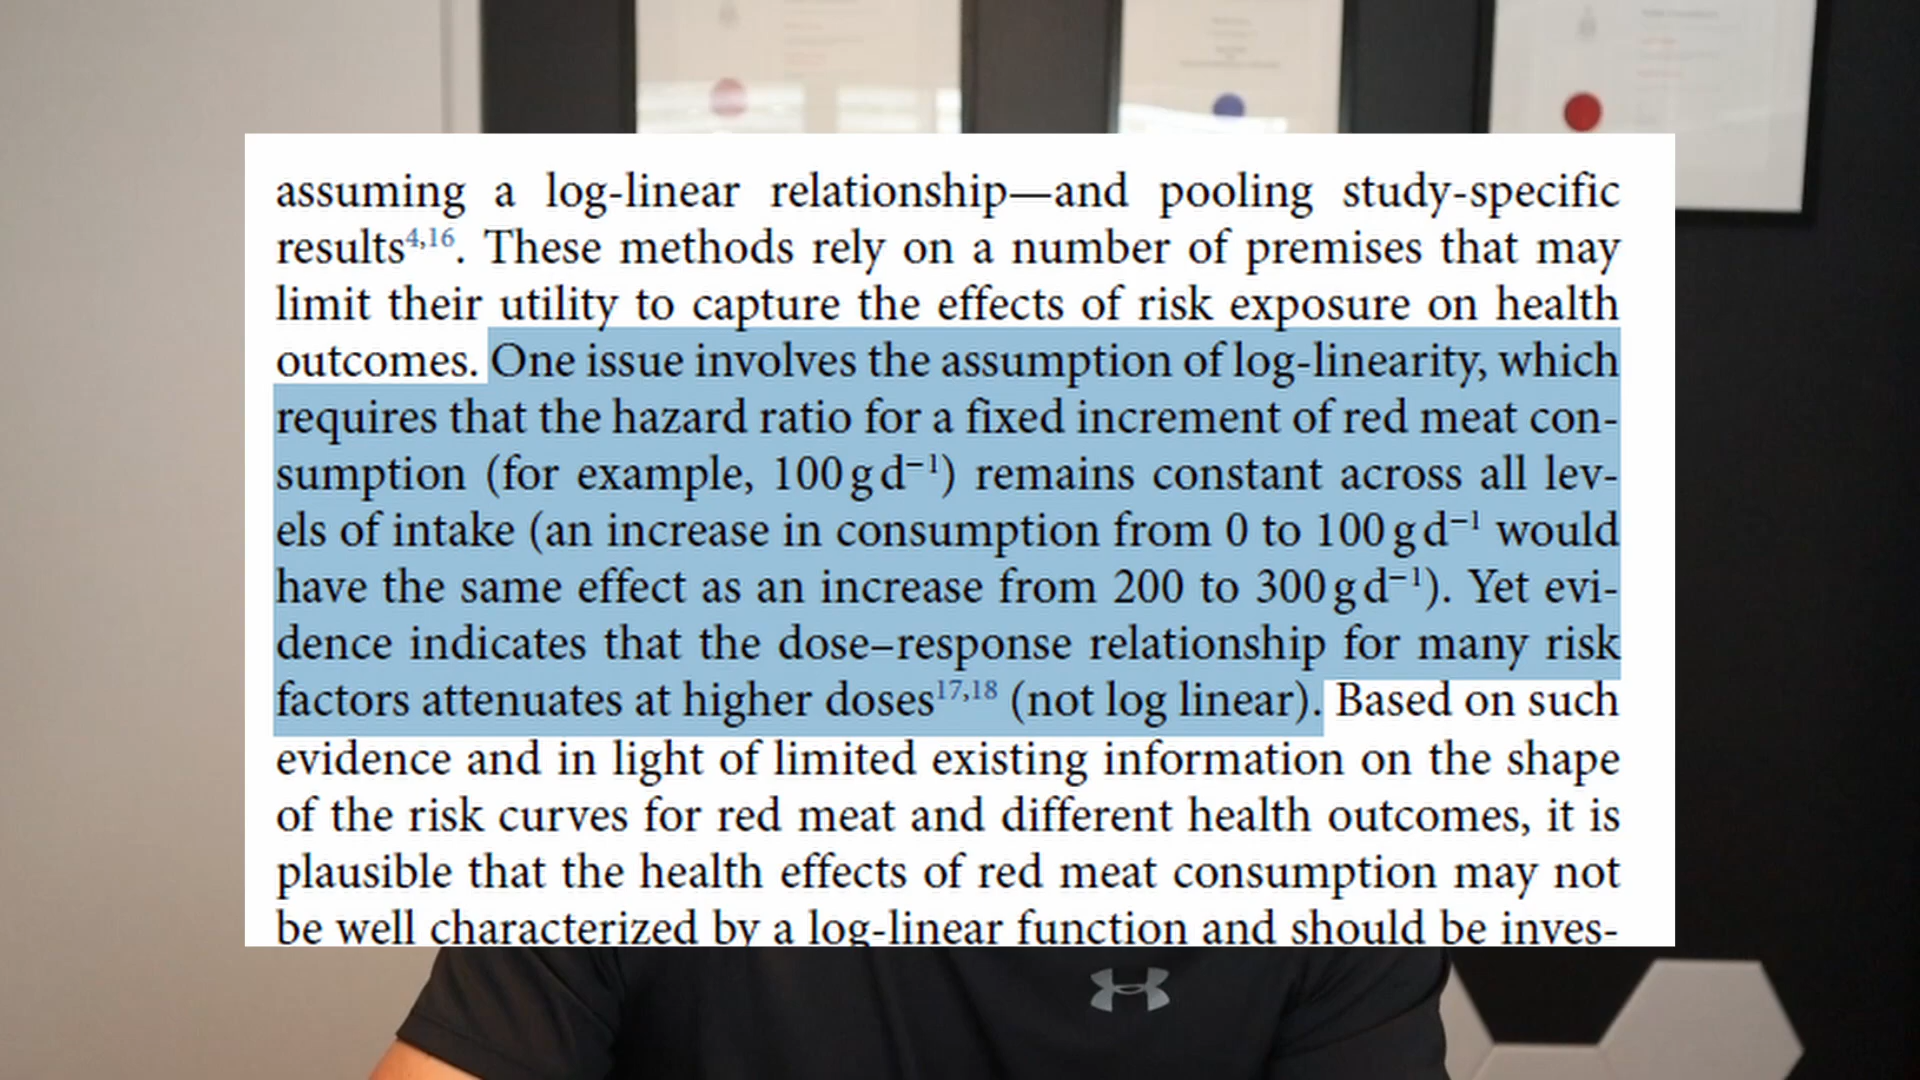 assuming a log-linear relationship—and pooling study-specific
results4,16. These methods rely on a number of premises that may
limit their utility to capture the effects of risk exposure on health
outcomes. One issue involves the assumption of log-linearity, which
requires that the hazard ratio for a fixed increment of red meat con-
sumption (for example, 100 g d−1) remains constant across all lev-
els of intake (an increase in consumption from 0 to 100 g d−1 would
have the same effect as an increase from 200 to 300 g d−1). Yet evi-
dence indicates that the dose–response relationship for many risk
factors attenuates at higher doses17,18 (not log linear). Based on such
evidence and in light of limited existing information on the shape
of the risk curves for red meat and different health outcomes, it is
plausible that the health effects of red meat consumption may not
be well characterized by a log-linear function and should be inves-